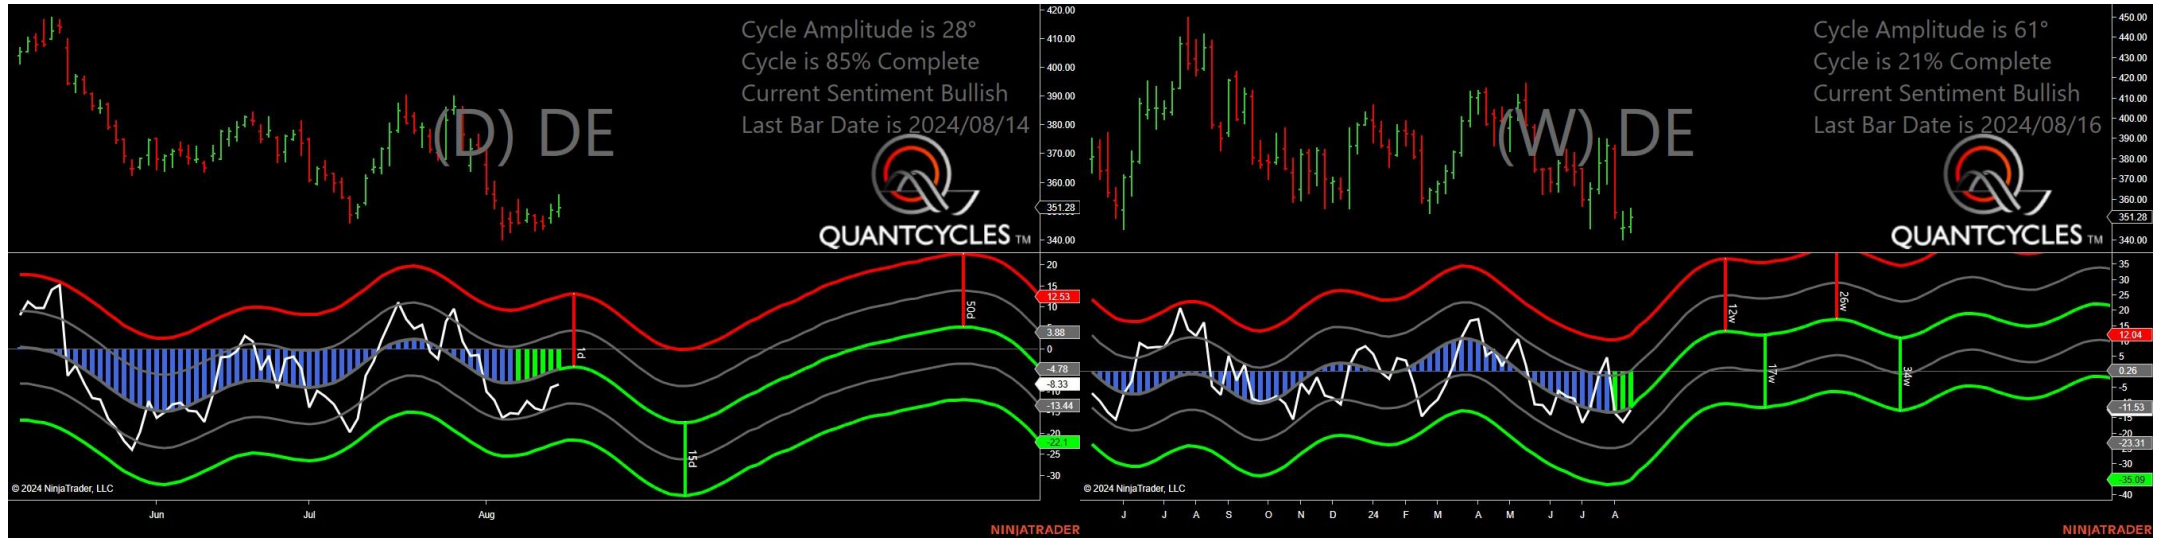 Cycle Amplitude is 28°
Cycle is 85% Complete
Current Sentiment Bullish
Last Bar Date is 2024/08/14
(D) DE
QUANTCYCLES TM
420.00
410.00
400.00
390.00
380.00
370.00
360.00
351.28
340.00
20
15
12.53
10
3.88
0
-4.78
-8.33
-10
-13.44
-15
-20
-22.1
-25
-30
1d
15d
50d
© 2024 NinjaTrader, LLC
Jun
Jul
Aug
NINJATRADER
Cycle Amplitude is 61°
Cycle is 21% Complete
Current Sentiment Bullish
Last Bar Date is 2024/08/16
(W) DE
QUANTCYCLES TM
450.00
440.00
430.00
420.00
410.00
400.00
390.00
380.00
370.00
360.00
351.28
340.00
35
30
25
20
15
12.04
10
5
0.26
-5
-11.53
-15
-20
-23.31
-30
-35.09
-40
12w
17w
26w
34w
© 2024 NinjaTrader, LLC
J
J
A
S
O
N
D
24
F
M
A
M
J
J
A
NINJATRADER